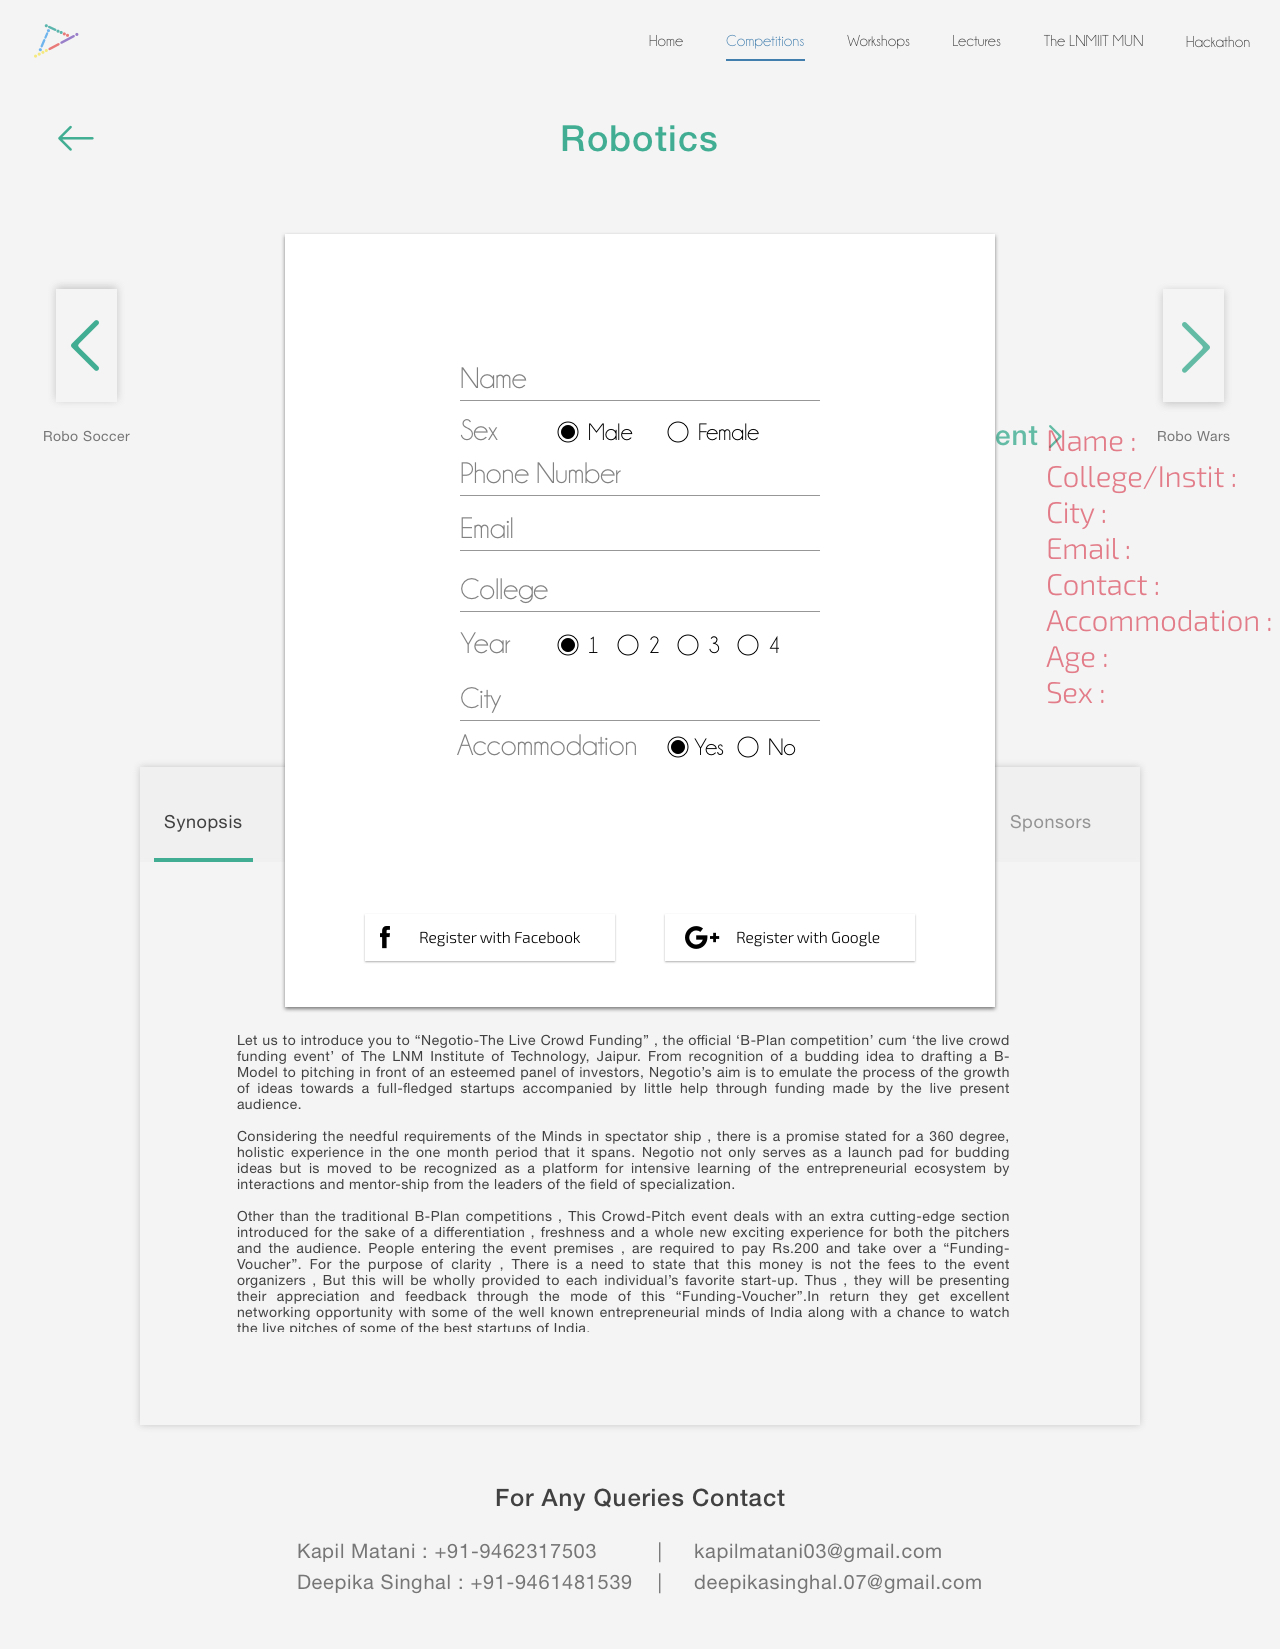 Home Competitions Workshops Lectures The LNMIIT MUN Hackathon
Robotics
Name
Sex Male Female
Phone Number
Email
College
Year 1 2 3 4
City
Accommodation Yes No
Register with Facebook Register with Google
Robo Soccer
ent
Robo Wars
Name :
College/Instit :
City :
Email :
Contact :
Accommodation :
Age :
Sex :
Synopsis
Sponsors
Let us to introduce you to “Negotio-The Live Crowd Funding” , the official ‘B-Plan competition’ cum ‘the live crowd
funding event’ of The LNM Institute of Technology, Jaipur. From recognition of a budding idea to drafting a B-
Model to pitching in front of an esteemed panel of investors, Negotio’s aim is to emulate the process of the growth
of ideas towards a full-fledged startups accompanied by little help through funding made by the live present
audience.
Considering the needful requirements of the Minds in spectator ship , there is a promise stated for a 360 degree,
holistic experience in the one month period that it spans. Negotio not only serves as a launch pad for budding
ideas but is moved to be recognized as a platform for intensive learning of the entrepreneurial ecosystem by
interactions and mentor-ship from the leaders of the field of specialization.
Other than the traditional B-Plan competitions , This Crowd-Pitch event deals with an extra cutting-edge section
introduced for the sake of a differentiation , freshness and a whole new exciting experience for both the pitchers
and the audience. People entering the event premises , are required to pay Rs.200 and take over a “Funding-
Voucher”. For the purpose of clarity , There is a need to state that this money is not the fees to the event
organizers , But this will be wholly provided to each individual’s favorite start-up. Thus , they will be presenting
their appreciation and feedback through the mode of this “Funding-Voucher”.In return they get excellent
networking opportunity with some of the well known entrepreneurial minds of India along with a chance to watch
the live pitches of some of the best startups of India.
For Any Queries Contact
Kapil Matani : +91-9462317503 | kapilmatani03@gmail.com
Deepika Singhal : +91-9461481539 | deepikasinghal.07@gmail.com